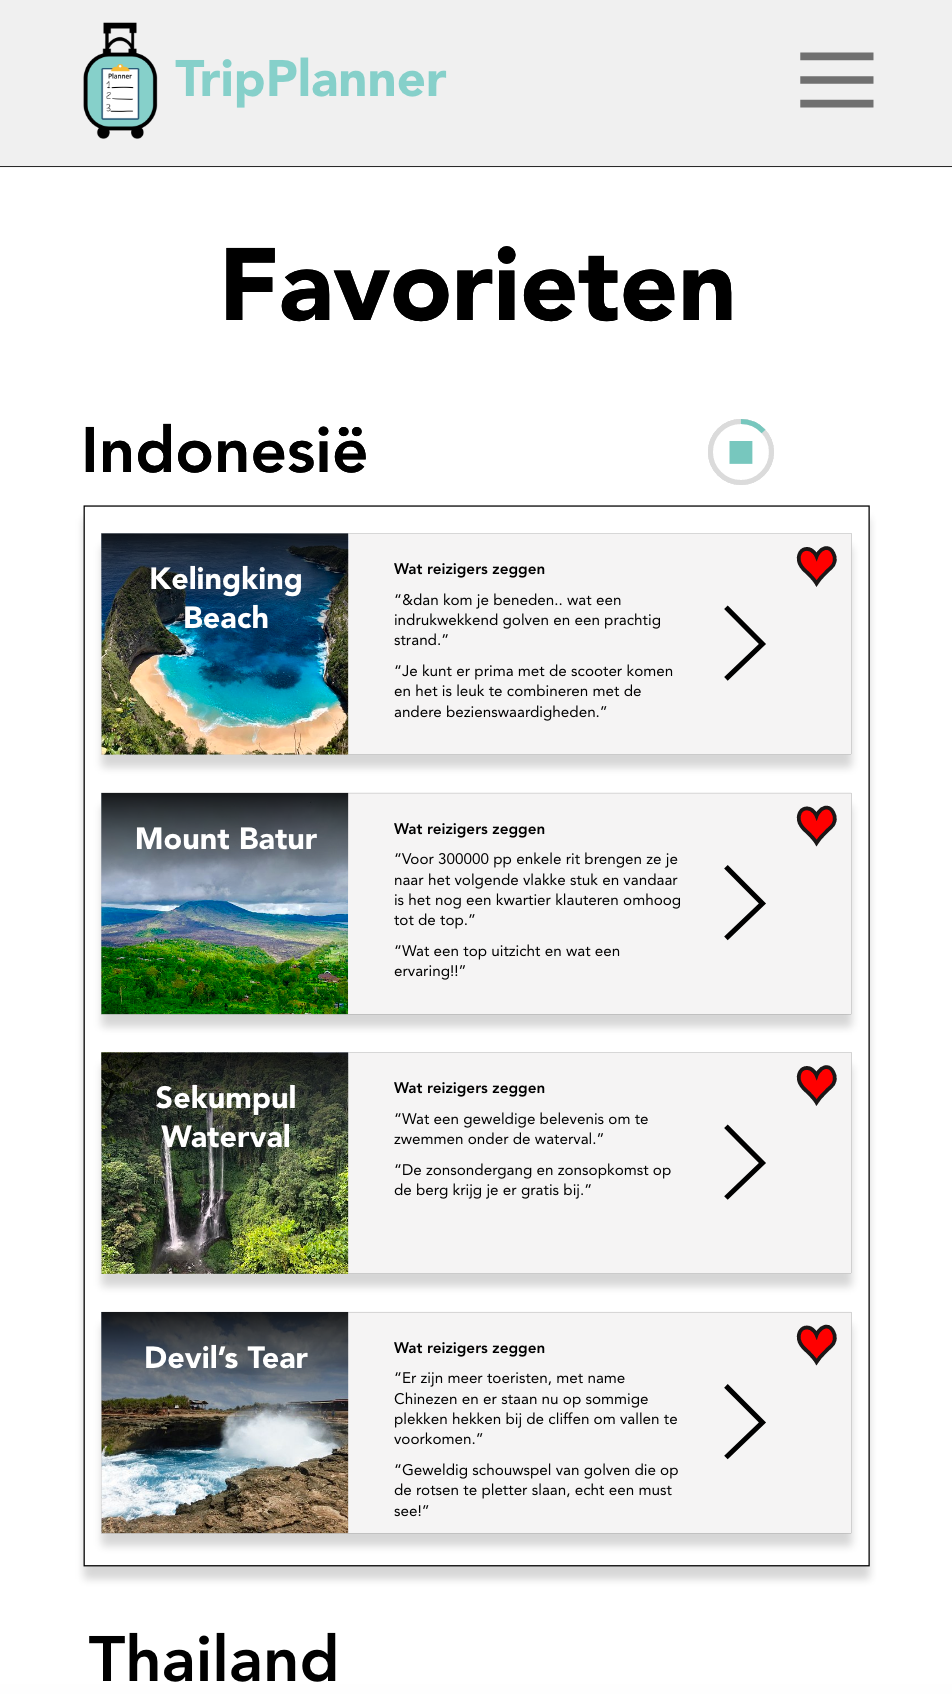 Planner
1
2
3
TripPlanner
Favorieten
Indonesië
Kelingking
Beach
Wat reizigers zeggen
“&dan kom je beneden.. wat een
indrukwekkend golven en een prachtig
strand.”
“Je kunt er prima met de scooter komen
en het is leuk te combineren met de
andere bezienswaardigheden.”
Mount Batur
Wat reizigers zeggen
“Voor 300000 pp enkele rit brengen ze je
naar het volgende vlakke stuk en vandaar
is het nog een kwartier klauteren omhoog
tot de top.”
“Wat een top uitzicht en wat een
ervaring!!”
Sekumpul
Waterval
Wat reizigers zeggen
“Wat een geweldige belevenis om te
zwemmen onder de waterval.”
“De zonsondergang en zonsopkomst op
de berg krijg je er gratis bij.”
Devil’s Tear
Wat reizigers zeggen
“Er zijn meer toeristen, met name
Chinezen en er staan nu op sommige
plekken hekken bij de cliffen om vallen te
voorkomen.”
“Geweldig schouwspel van golven die op
de rotsen te pletter slaan, echt een must
see!”
Thailand